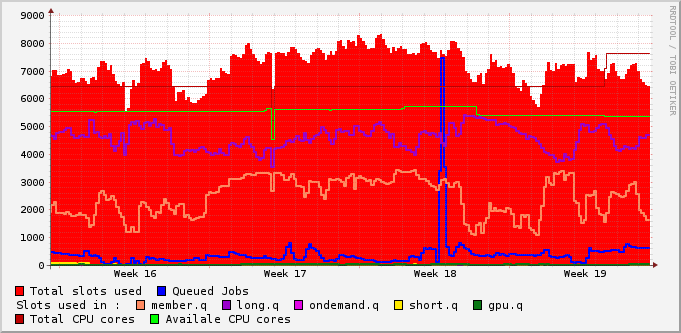 RRDTOOL / TOBI OETIKER
9000
8000
7000
6000
5000
4000
3000
2000
1000
0
Week 16 Week 17 Week 18 Week 19
Total slots used Queued Jobs
Slots used in : member.q long.q ondemand.q short.q gpu.q
Total CPU cores Availale CPU cores